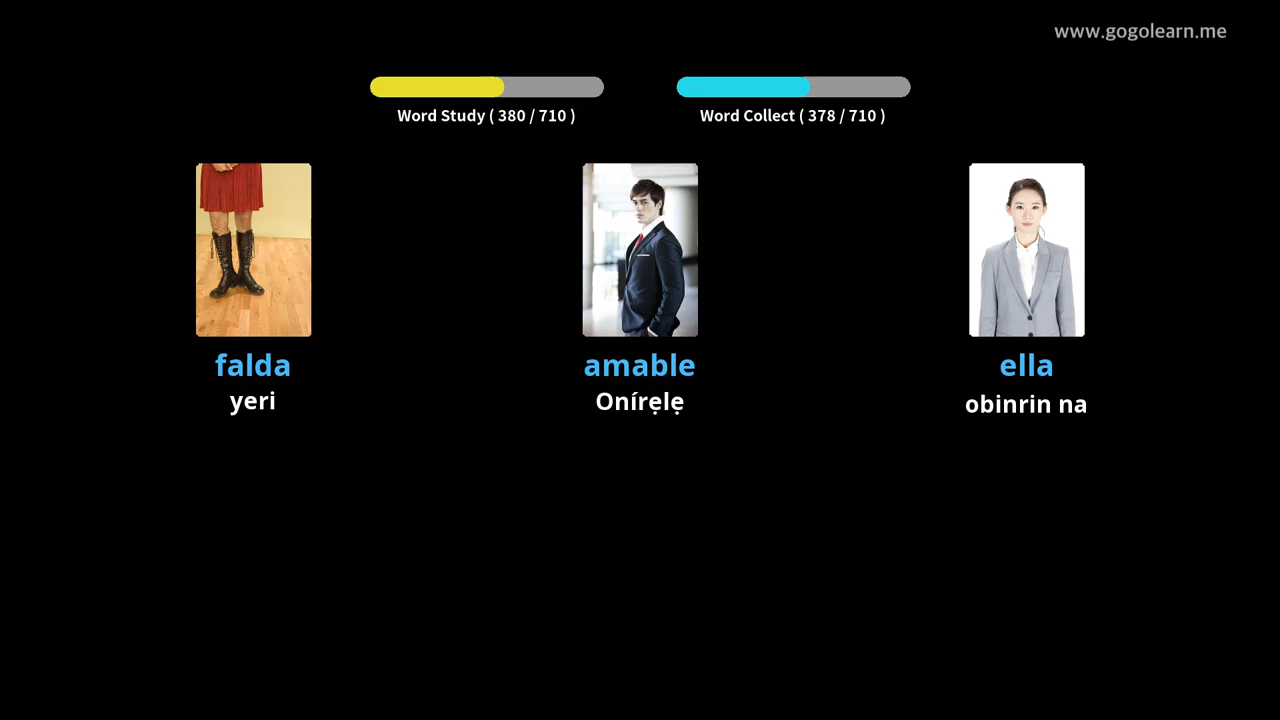 www.gogolearn.me
Word Study ( 380 / 710 )
Word Collect ( 378 / 710 )
falda
yeri
amable
Onírẹlẹ
ella
obinrin na